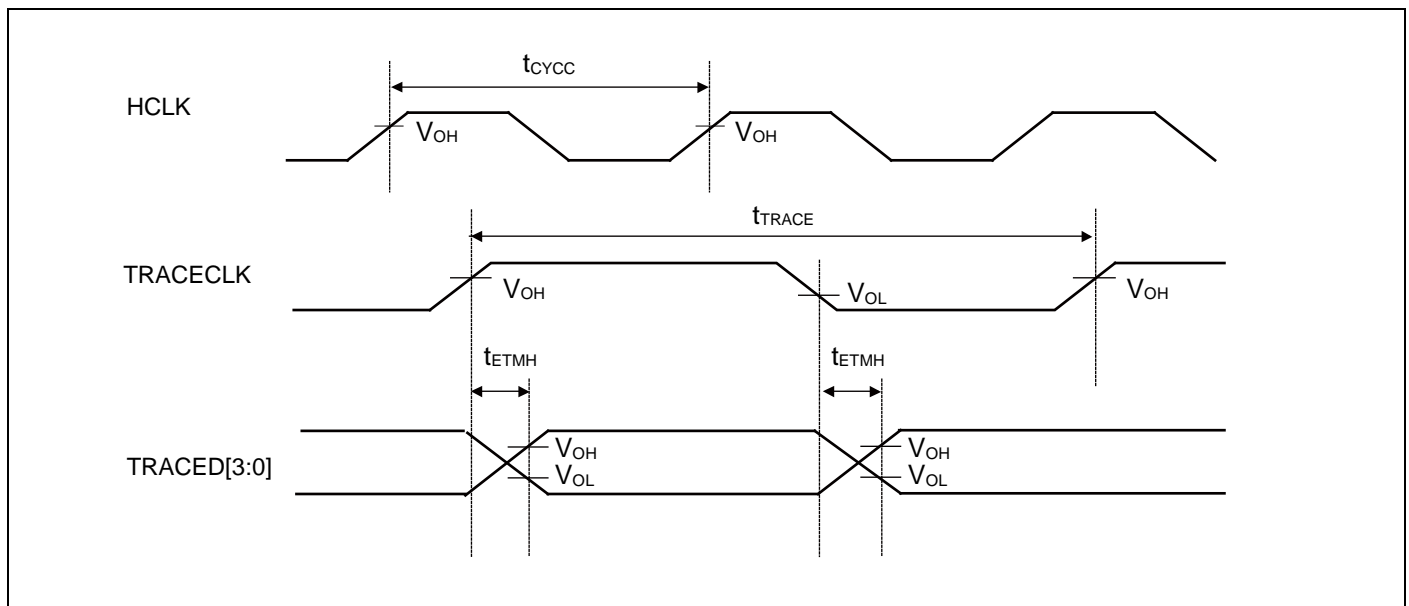 tCYCC
HCLK
VOH
VOH
tTRACE
TRACECLK
VOH
VOL
VOH
tETMH
tETMH
TRACED[3:0]
VOH
VOL
VOH
VOL